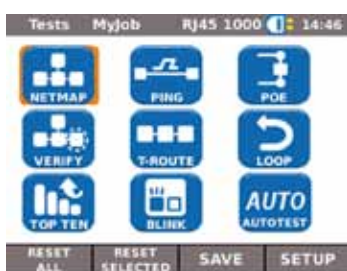 Tests MyJob RJ45 1000 14:46
NETMAP PING POE
VERIFY T-ROUTE LOOP
TOP TEN BLINK AUTO
AUTOTEST
RESET ALL RESET SELECTED SAVE SETUP